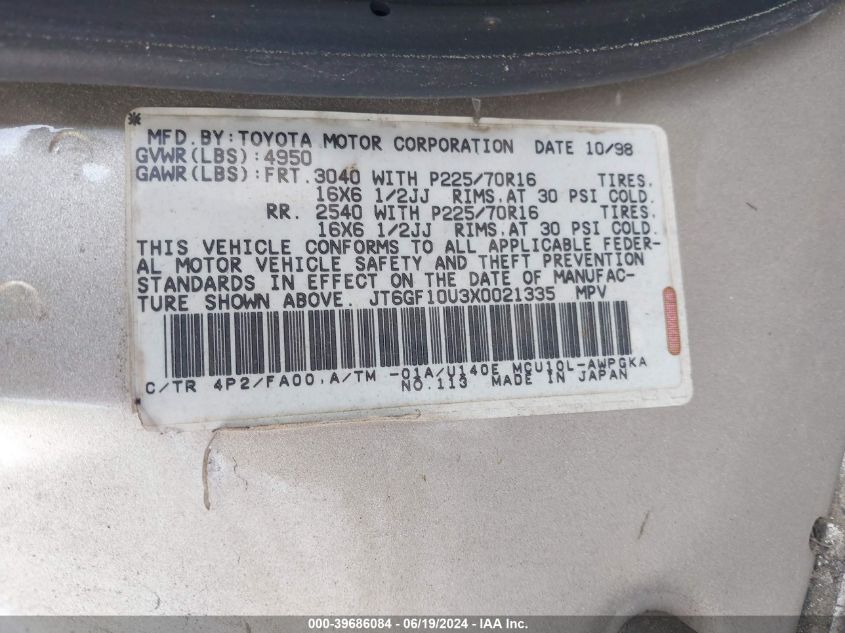 MFD. BY: TOYOTA MOTOR CORPORATION DATE 10/98
GVWR(LBS):4950
GAWR(LBS):FRT.3040 WITH P225/70R16 TIRES.
16X6 1/2JJ RIMS.AT 30 PSI COLD.
RR. 2540 WITH P225/70R16 TIRES.
16X6 1/2JJ RIMS.AT 30 PSI COLD.
THIS VEHICLE CONFORMS TO ALL APPLICABLE FEDER-
AL MOTOR VEHICLE SAFETY AND THEFT PREVENTION
STANDARDS IN EFFECT ON THE DATE OF MANUFAC-
TURE SHOWN ABOVE. JT6GF10U3X0021335 MPV
C/TR 4P2/FA00,A/TM -01A/U140E MCU10L-AWPGKA
NO.113 MADE IN JAPAN
000-39686084 - 06/19/2024 - IAA Inc.